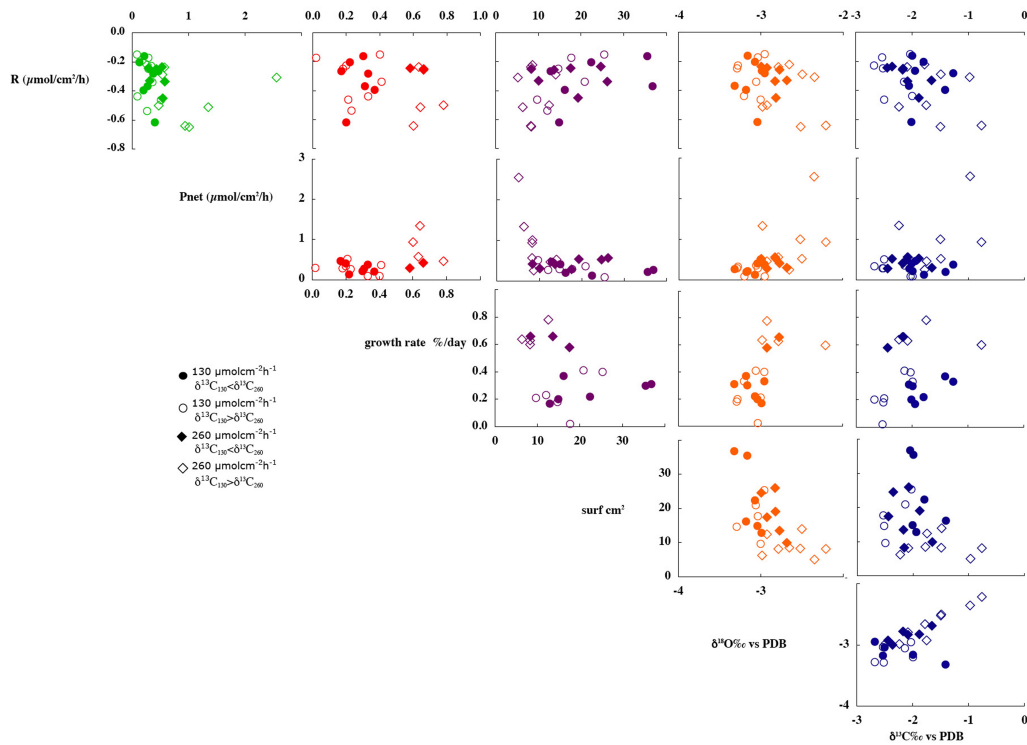 0 1 2 3
0.0 0.2 0.4 0.6 0.8 1.0
0 10 20 30
-4 -3 -2
-3 -2 -1 0
0.0
-0.2
R (µmol/cm²/h)
-0.4
-0.6
-0.8
3
Pnet (µmol/cm²/h)
2
1
0
0.0 0.2 0.4 0.6 0.8
0.8
growth rate %/day
0.6
0.4
0.2
0.0
0 10 20 30
130 µmolcm⁻²h⁻¹
δ¹³C₁₃₀<δ¹³C₂₆₀
130 µmolcm⁻²h⁻¹
δ¹³C₁₃₀>δ¹³C₂₆₀
260 µmolcm⁻²h⁻¹
δ¹³C₁₃₀<δ¹³C₂₆₀
260 µmolcm⁻²h⁻¹
δ¹³C₁₃₀>δ¹³C₂₆₀
30
surf cm²
20
10
0
-4 -3 -2
δ¹⁸O‰ vs PDB
-3
-4
-3 -2 -1 0
δ¹³C‰ vs PDB